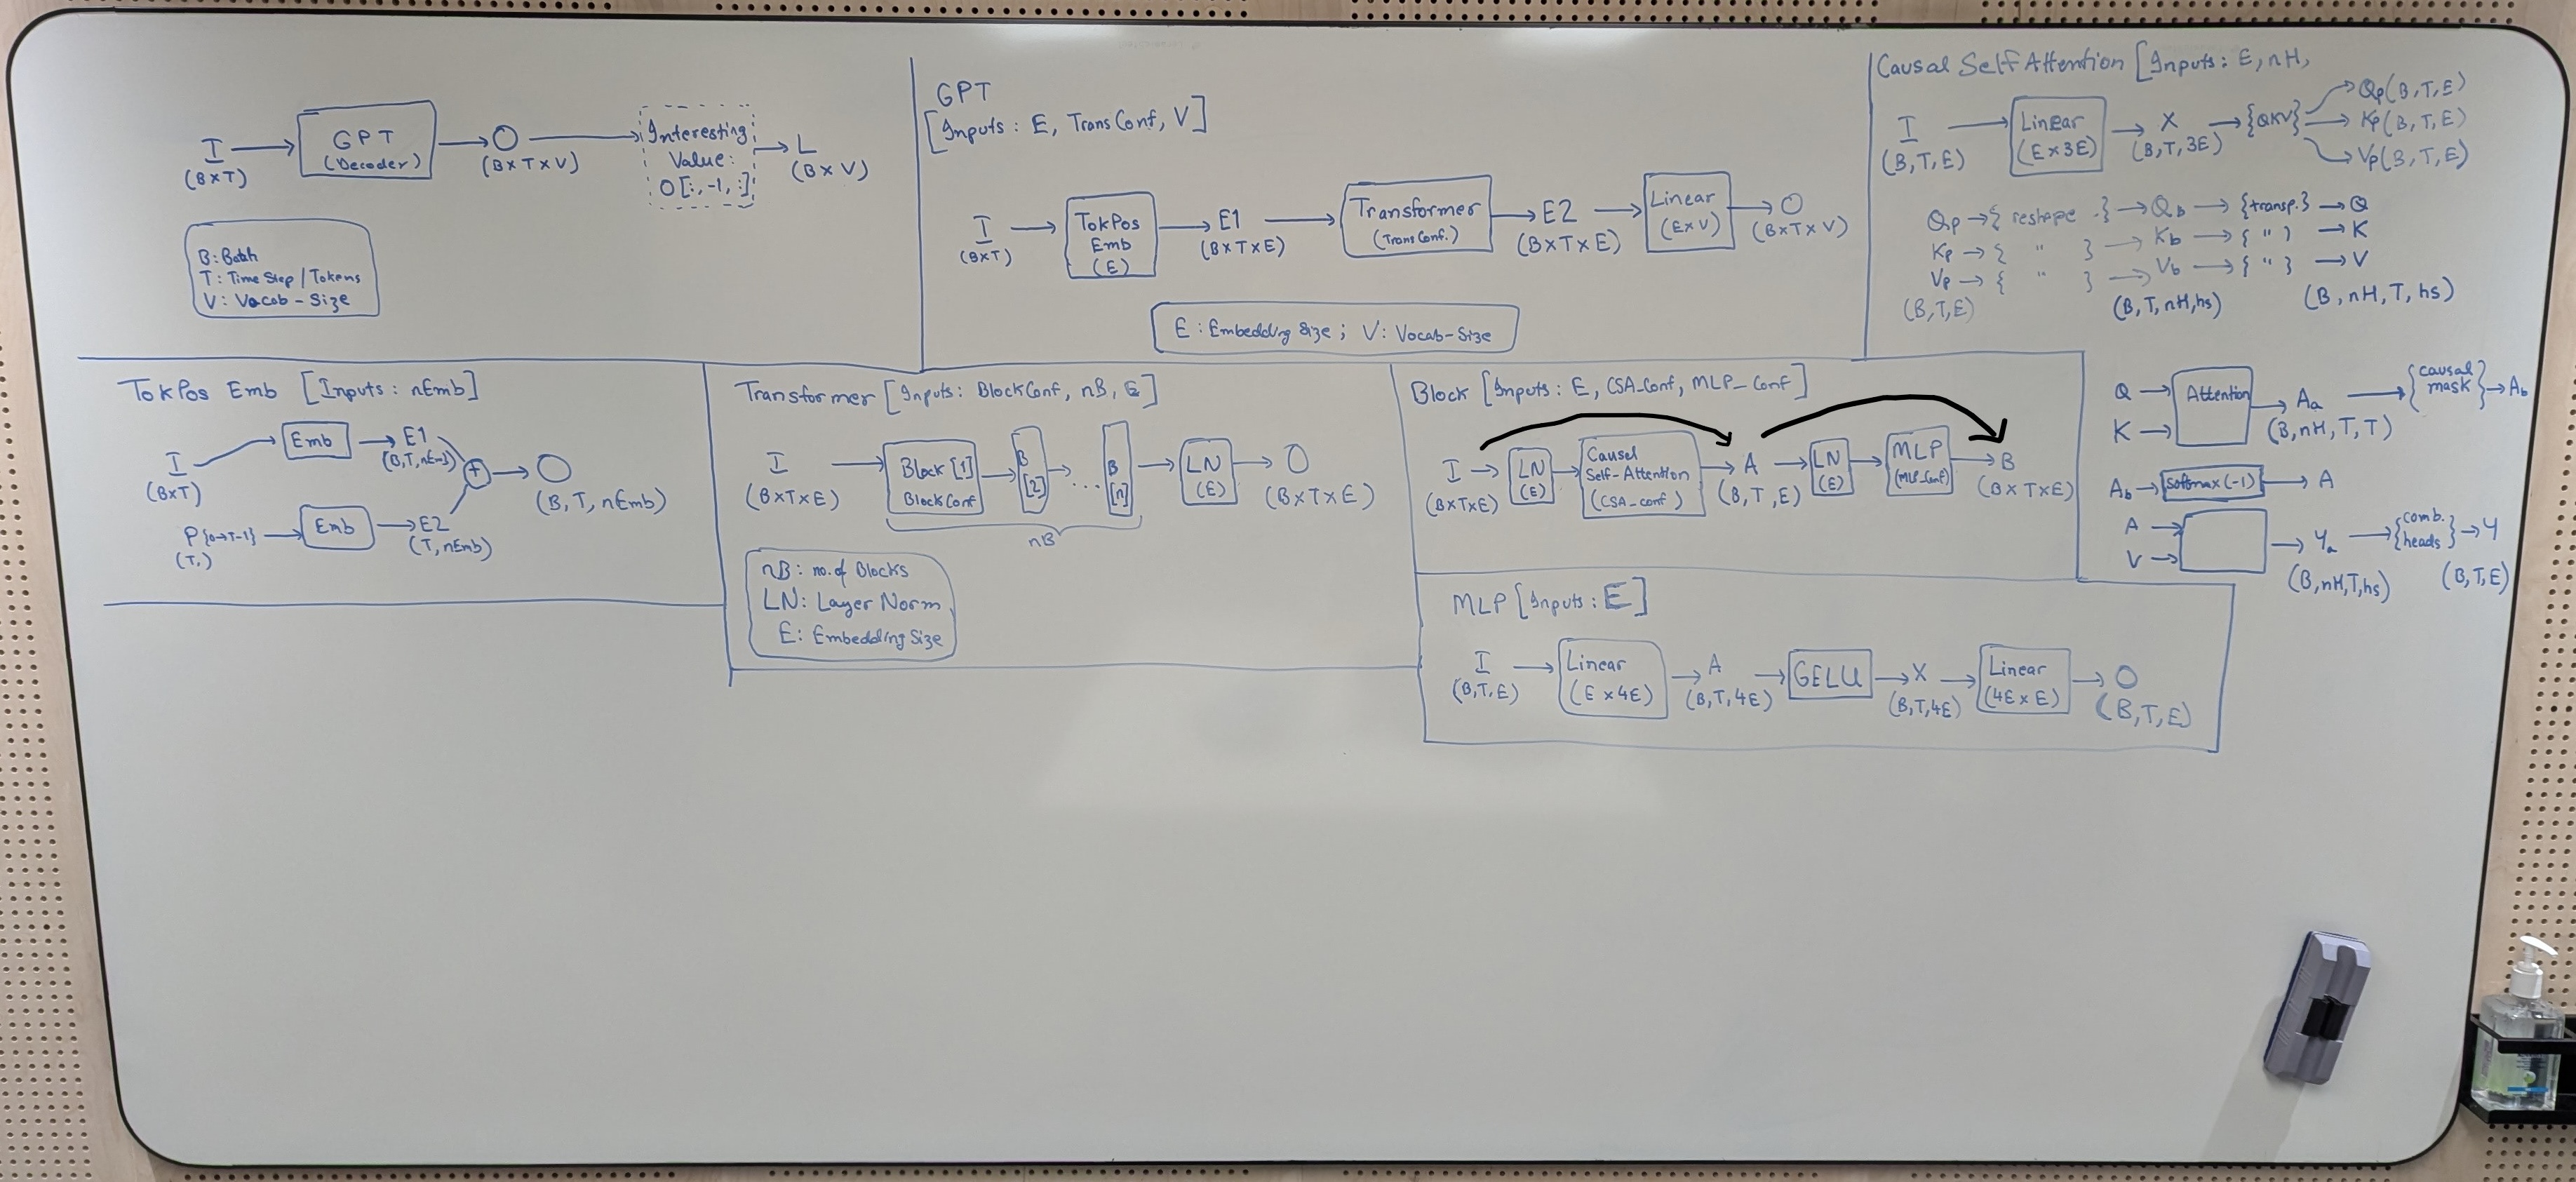 I
(B×T)
GPT
(Decoder)
O
(B×T×V)
Interesting
Value:
O[:,-1,:]
L
(B×V)
B: Batch
T: Time Step/Tokens
V: Vocab-Size
GPT
[Inputs: E, TransConf, V]
I
(B×T)
TokPos
Emb
(E)
E1
(B×T×E)
Transformer
(TransConf.)
E2
(B×T×E)
Linear
(E×V)
O
(B×T×V)
E: Embedding Size; V: Vocab-Size
Causal Self Attention [Inputs: E, nH,
I
(B,T,E)
Linear
(E×3E)
X
(B,T,3E)
{QKV}
Qp(B,T,E)
Kp(B,T,E)
Vp(B,T,E)
Qp → { reshape .} → Qb → {transp.} → Q
Kp → { " } → Kb → { " } → K
Vp → { " } → Vb → { " } → V
(B,T,E) (B,T,nH,hs) (B,nH,T,hs)
Q
K
Attention
Aa
(B,nH,T,T)
{causal
mask}
Ab
Ab → softmax(-1) → A
A
V
Ya
(B,nH,T,hs)
{comb.
heads}
Y
(B,T,E)
TokPos Emb [Inputs: nEmb]
I
(B×T)
Emb
E1
(B,T,nEmb)
+
O
(B,T,nEmb)
P{0→T-1}
(T,)
Emb
E2
(T,nEmb)
Transformer [Inputs: BlockConf, nB, E]
I
(B×T×E)
Block[1]
BlockConf
B
[2]
...
B
[n]
nB
LN
(E)
O
(B×T×E)
nB: no. of Blocks
LN: Layer Norm
E: Embedding Size
Block [Inputs: E, CSA_Conf, MLP_Conf]
I
(B×T×E)
LN
(E)
Causal
Self-Attention
(CSA_conf)
A
(B,T,E)
LN
(E)
MLP
(MLP_Conf)
B
(B×T×E)
MLP [Inputs: E]
I
(B,T,E)
Linear
(E×4E)
A
(B,T,4E)
GELU
X
(B,T,4E)
Linear
(4E×E)
O
(B,T,E)